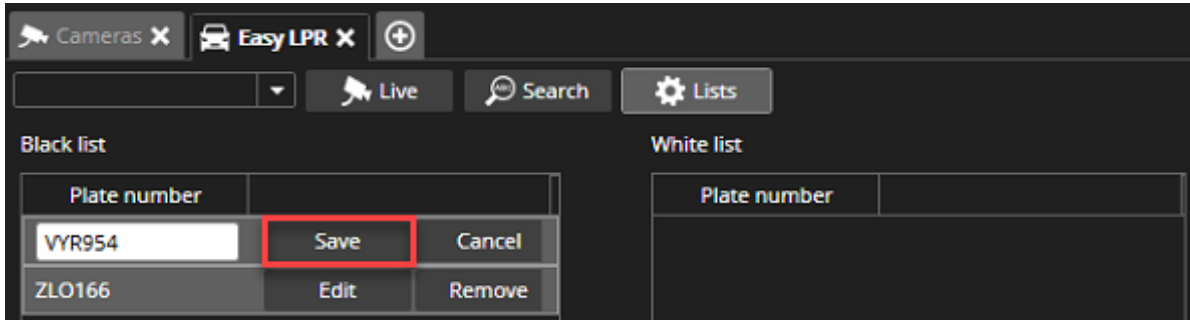 Cameras Easy LPR
Live Search Lists
Black list White list
Plate number Plate number
VYR954 Save Cancel
ZLO166 Edit Remove